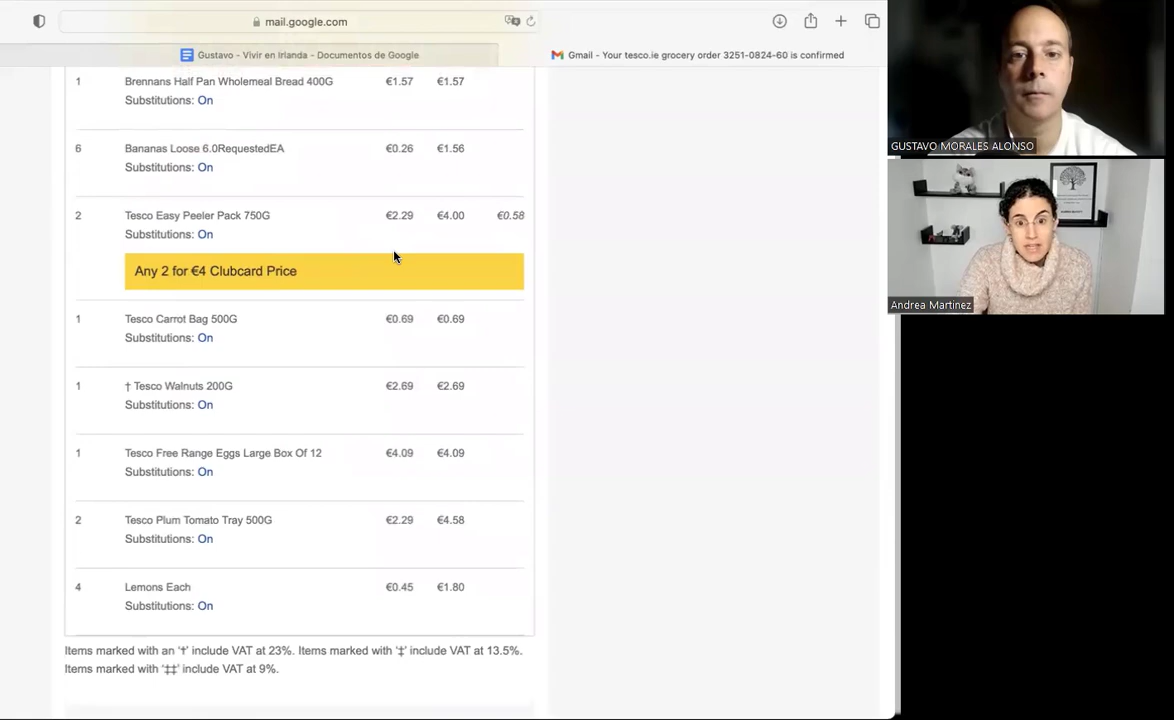 mail.google.com
Gustavo - Vivir en Irlanda - Documentos de Google
Gmail - Your tesco.ie grocery order 3251-0824-60 is confirmed
1 Brennans Half Pan Wholemeal Bread 400G €1.57 €1.57
Substitutions: On
6 Bananas Loose 6.0RequestedEA €0.26 €1.56
Substitutions: On
2 Tesco Easy Peeler Pack 750G €2.29 €4.00 €0.58
Substitutions: On
Any 2 for €4 Clubcard Price
1 Tesco Carrot Bag 500G €0.69 €0.69
Substitutions: On
1 † Tesco Walnuts 200G €2.69 €2.69
Substitutions: On
1 Tesco Free Range Eggs Large Box Of 12 €4.09 €4.09
Substitutions: On
2 Tesco Plum Tomato Tray 500G €2.29 €4.58
Substitutions: On
4 Lemons Each €0.45 €1.80
Substitutions: On
Items marked with an '†' include VAT at 23%. Items marked with '‡' include VAT at 13.5%.
Items marked with '‡‡' include VAT at 9%.
GUSTAVO MORALES ALONSO
Andrea Martinez